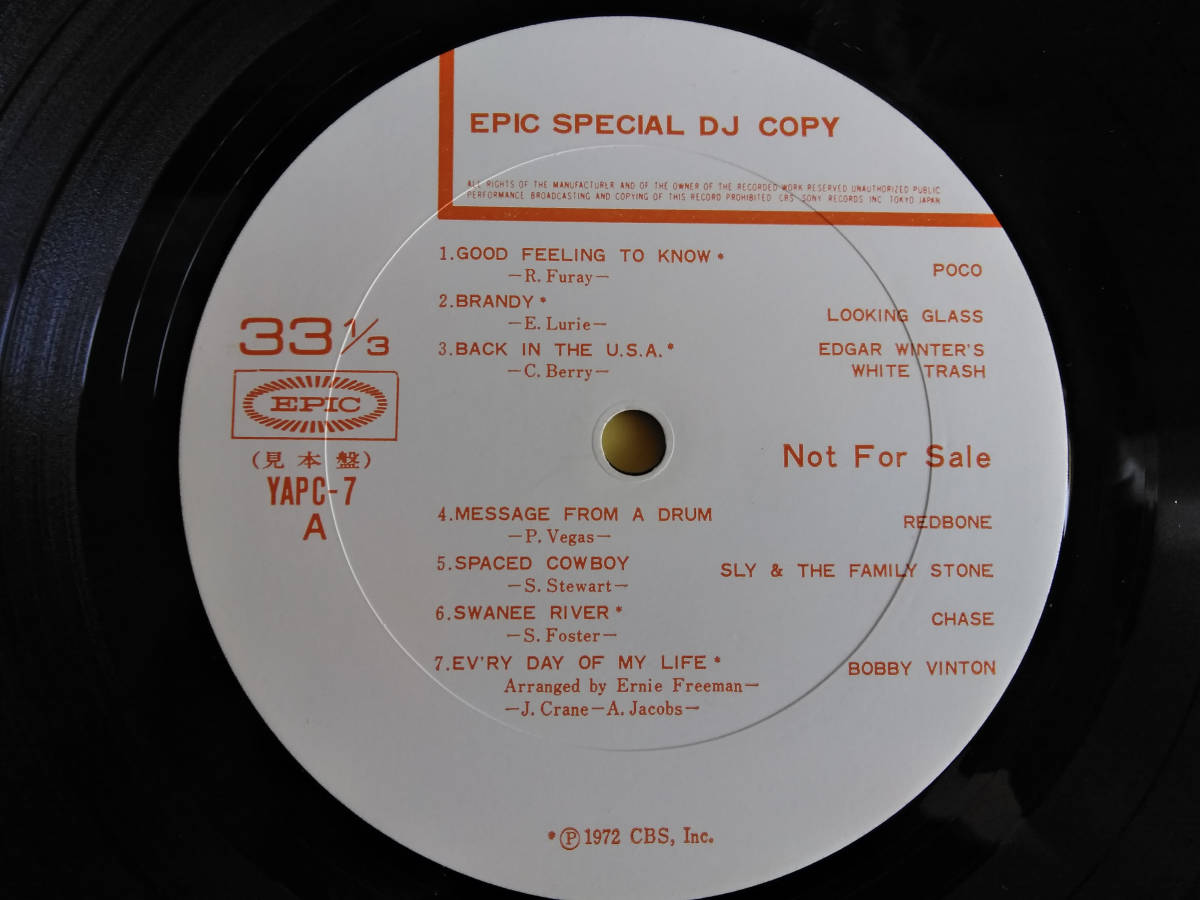 EPIC SPECIAL DJ COPY
ALL RIGHTS OF THE MANUFACTURER AND OF THE OWNER OF THE RECORDED WORK RESERVED UNAUTHORIZED PUBLIC
PERFORMANCE BROADCASTING AND COPYING OF THIS RECORD PROHIBITED CBS SONY RECORDS INC TOKYO JAPAN
1.GOOD FEELING TO KNOW* POCO
—R. Furay—
2.BRANDY* LOOKING GLASS
—E. Lurie—
3.BACK IN THE U.S.A.* EDGAR WINTER'S
—C. Berry— WHITE TRASH
33 1/3
EPIC
(見本盤)
YAPC-7
A
Not For Sale
4.MESSAGE FROM A DRUM REDBONE
—P. Vegas—
5.SPACED COWBOY SLY & THE FAMILY STONE
—S. Stewart—
6.SWANEE RIVER* CHASE
—S. Foster—
7.EV'RY DAY OF MY LIFE* BOBBY VINTON
Arranged by Ernie Freeman—
—J. Crane—A. Jacobs—
*Ⓟ1972 CBS, Inc.